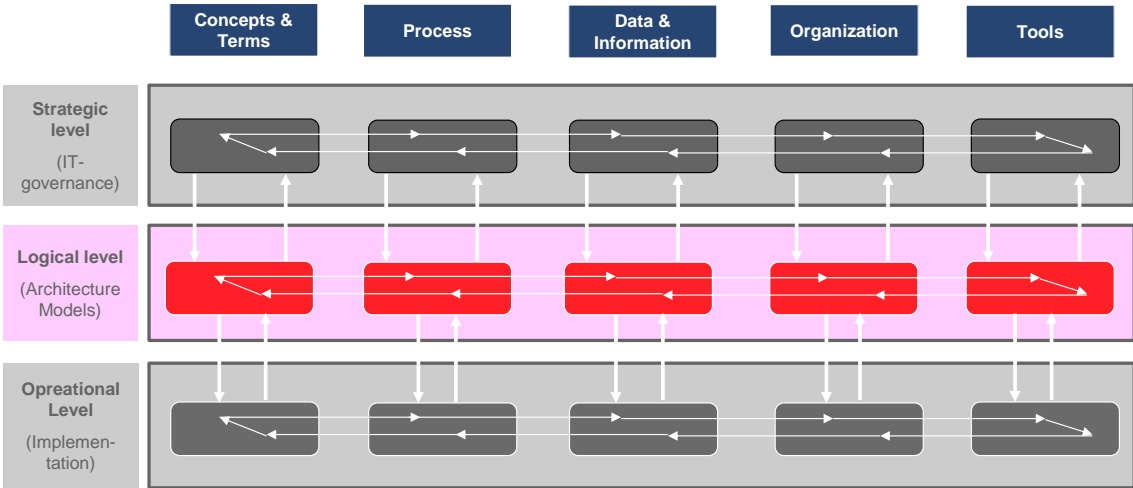 Concepts &
Terms
Process
Data &
Information
Organization
Tools
Strategic
level
(IT-
governance)
Logical level
(Architecture
Models)
Opreational
Level
(Implemen-
tation)